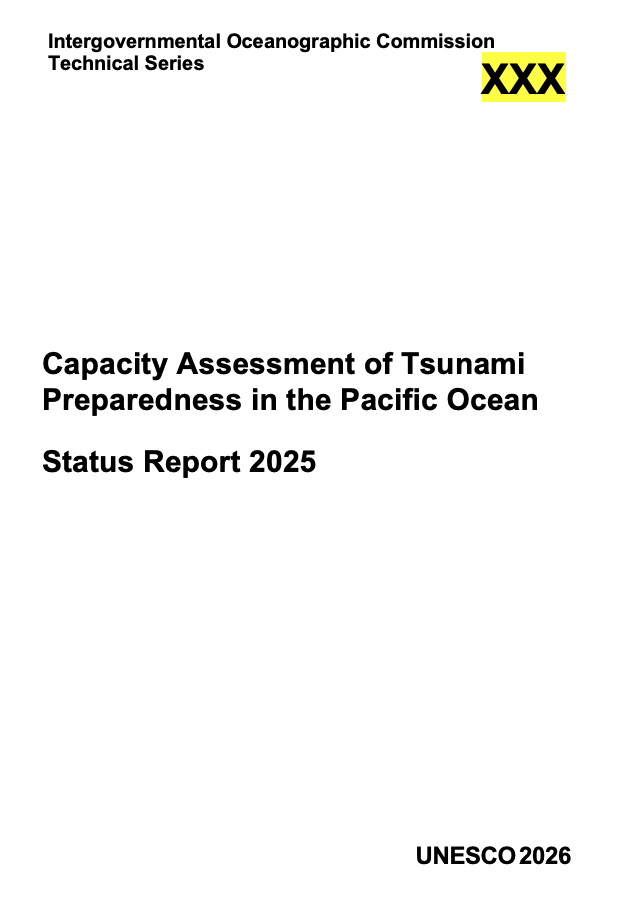 Intergovernmental Oceanographic Commission
Technical Series
XXX
Capacity Assessment of Tsunami
Preparedness in the Pacific Ocean
Status Report 2025
UNESCO 2026